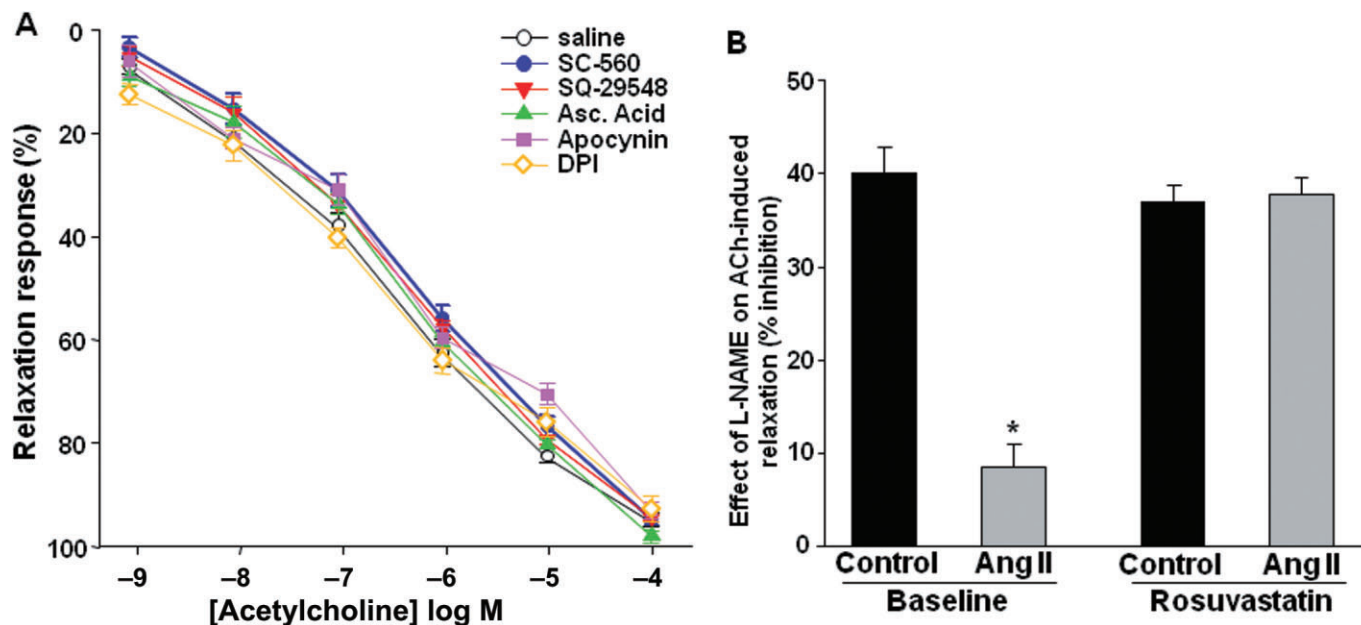 A
0
20
40
60
80
100
Relaxation response (%)
saline
SC-560
SQ-29548
Asc. Acid
Apocynin
DPI
–9 –8 –7 –6 –5 –4
[Acetylcholine] log M
B
50
40
30
20
10
0
Effect of L-NAME on ACh-induced
relaxation (% inhibition)
*
Control Ang II Control Ang II
Baseline Rosuvastatin